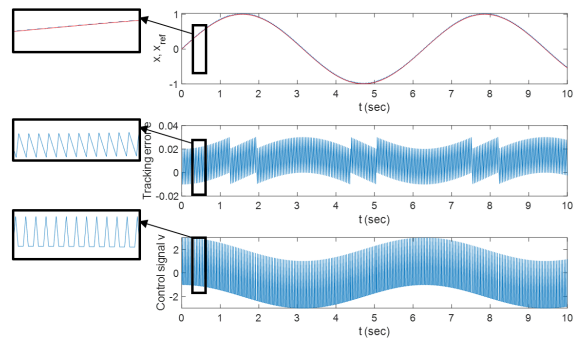 x, x_ref
1
0
-1
0 1 2 3 4 5 6 7 8 9 10
t (sec)
Tracking errore
0.04
0.02
0
-0.02
0 1 2 3 4 5 6 7 8 9 10
t (sec)
Control signal v
2
0
-2
0 1 2 3 4 5 6 7 8 9 10
t (sec)